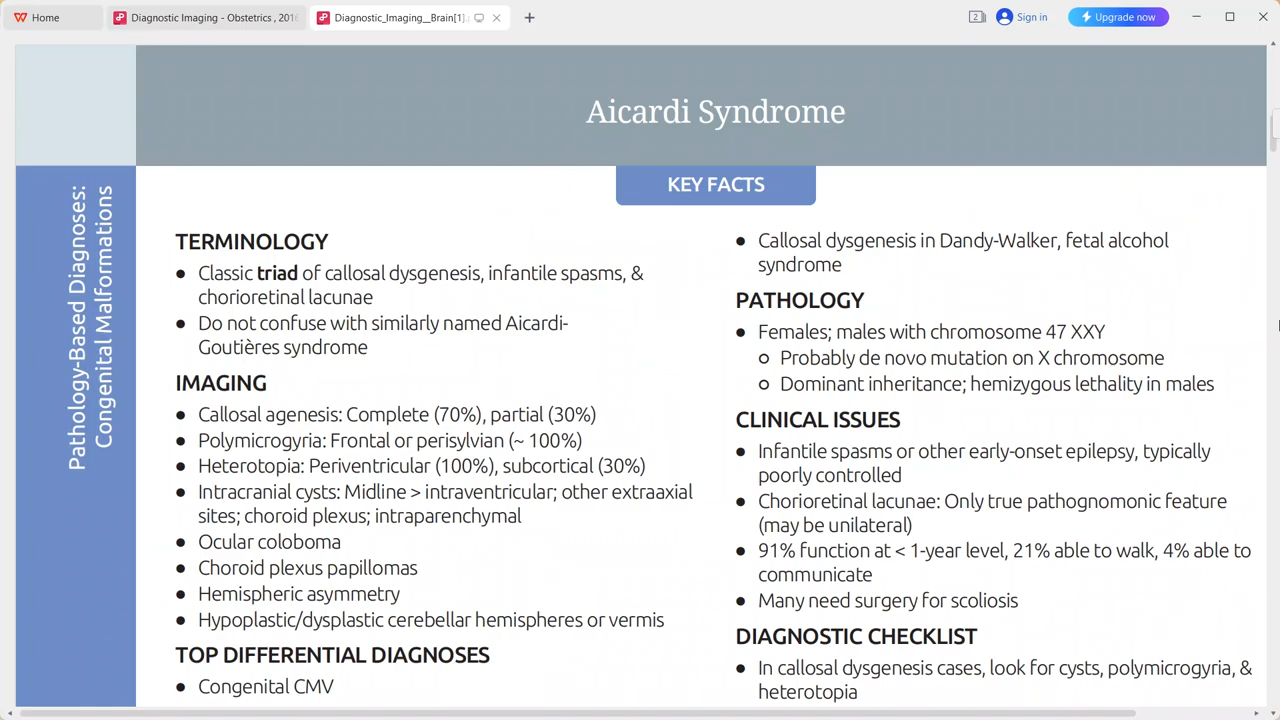 Home
Diagnostic Imaging - Obstetrics , 201
Diagnostic_Imaging__Brain[1].
2
Sign in
Upgrade now
Aicardi Syndrome
KEY FACTS
Pathology-Based Diagnoses:
Congenital Malformations
TERMINOLOGY
• Classic triad of callosal dysgenesis, infantile spasms, &
chorioretinal lacunae
• Do not confuse with similarly named Aicardi-
Goutières syndrome
IMAGING
• Callosal agenesis: Complete (70%), partial (30%)
• Polymicrogyria: Frontal or perisylvian (~ 100%)
• Heterotopia: Periventricular (100%), subcortical (30%)
• Intracranial cysts: Midline > intraventricular; other extraaxial
sites; choroid plexus; intraparenchymal
• Ocular coloboma
• Choroid plexus papillomas
• Hemispheric asymmetry
• Hypoplastic/dysplastic cerebellar hemispheres or vermis
TOP DIFFERENTIAL DIAGNOSES
• Congenital CMV
• Callosal dysgenesis in Dandy-Walker, fetal alcohol
syndrome
PATHOLOGY
• Females; males with chromosome 47 XXY
○ Probably de novo mutation on X chromosome
○ Dominant inheritance; hemizygous lethality in males
CLINICAL ISSUES
• Infantile spasms or other early-onset epilepsy, typically
poorly controlled
• Chorioretinal lacunae: Only true pathognomonic feature
(may be unilateral)
• 91% function at < 1-year level, 21% able to walk, 4% able to
communicate
• Many need surgery for scoliosis
DIAGNOSTIC CHECKLIST
• In callosal dysgenesis cases, look for cysts, polymicrogyria, &
heterotopia